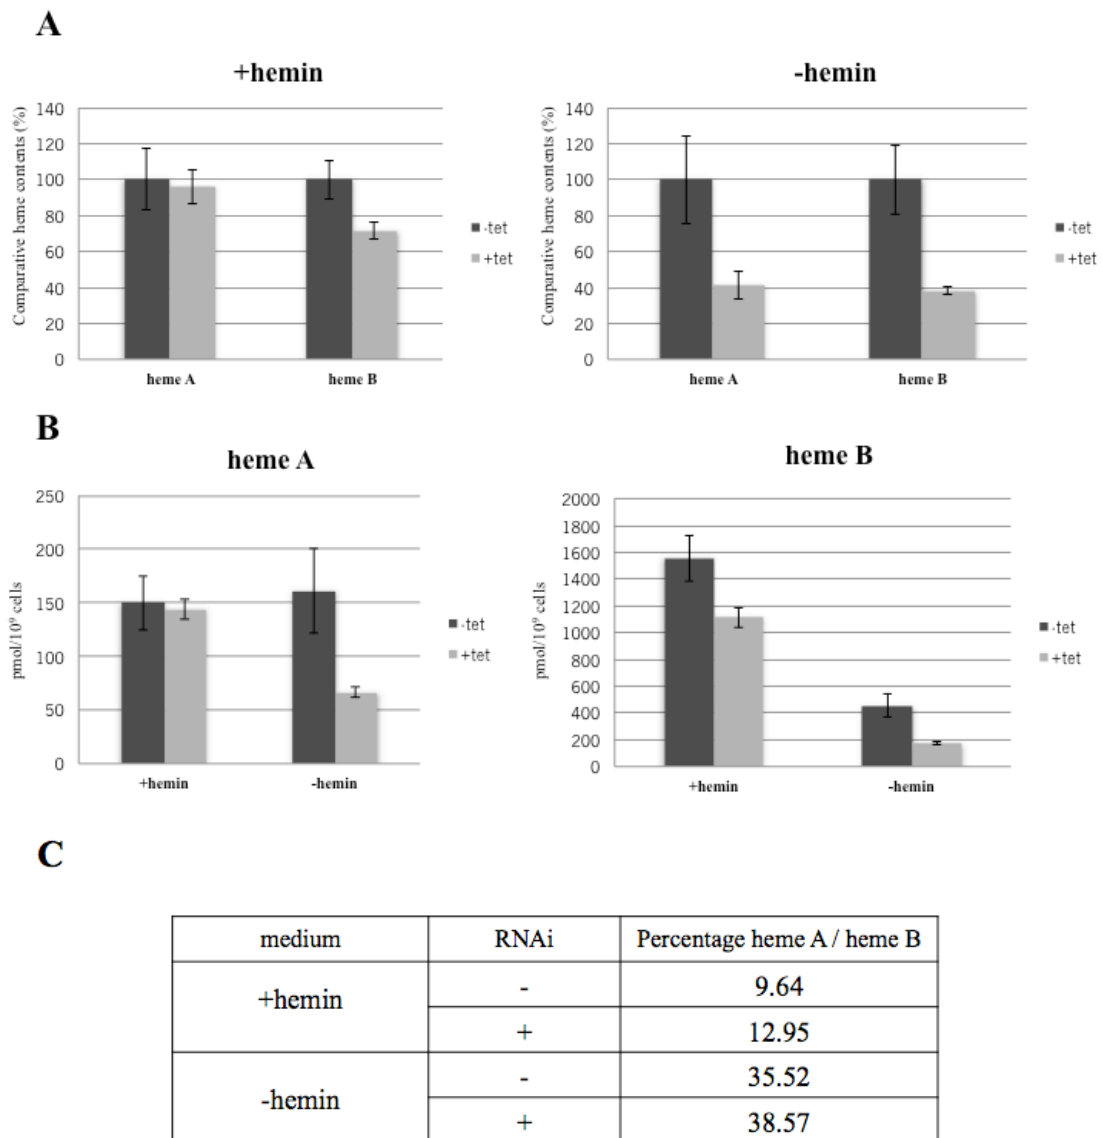 A
+hemin
-hemin
Comparative heme contents (%)
140
120
100
80
60
40
20
0
heme A
heme B
-tet
+tet
Comparative heme contents (%)
140
120
100
80
60
40
20
0
heme A
heme B
-tet
+tet
B
heme A
heme B
pmol/10⁹ cells
250
200
150
100
50
0
+hemin
-hemin
-tet
+tet
pmol/10⁹ cells
2000
1800
1600
1400
1200
1000
800
600
400
200
0
+hemin
-hemin
-tet
+tet
C
medium RNAi Percentage heme A / heme B
+hemin - 9.64
+ 12.95
-hemin - 35.52
+ 38.57